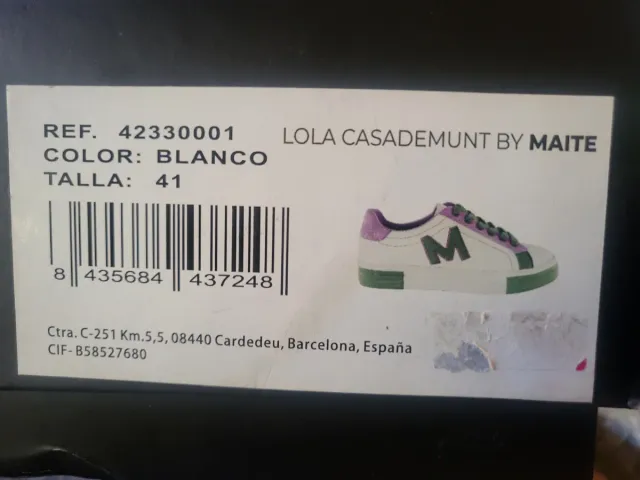 REF. 42330001
COLOR: BLANCO
TALLA: 41
LOLA CASADEMUNT BY MAITE
M
8 435684 437248
Ctra. C-251 Km.5,5, 08440 Cardedeu, Barcelona, España
CIF- B58527680